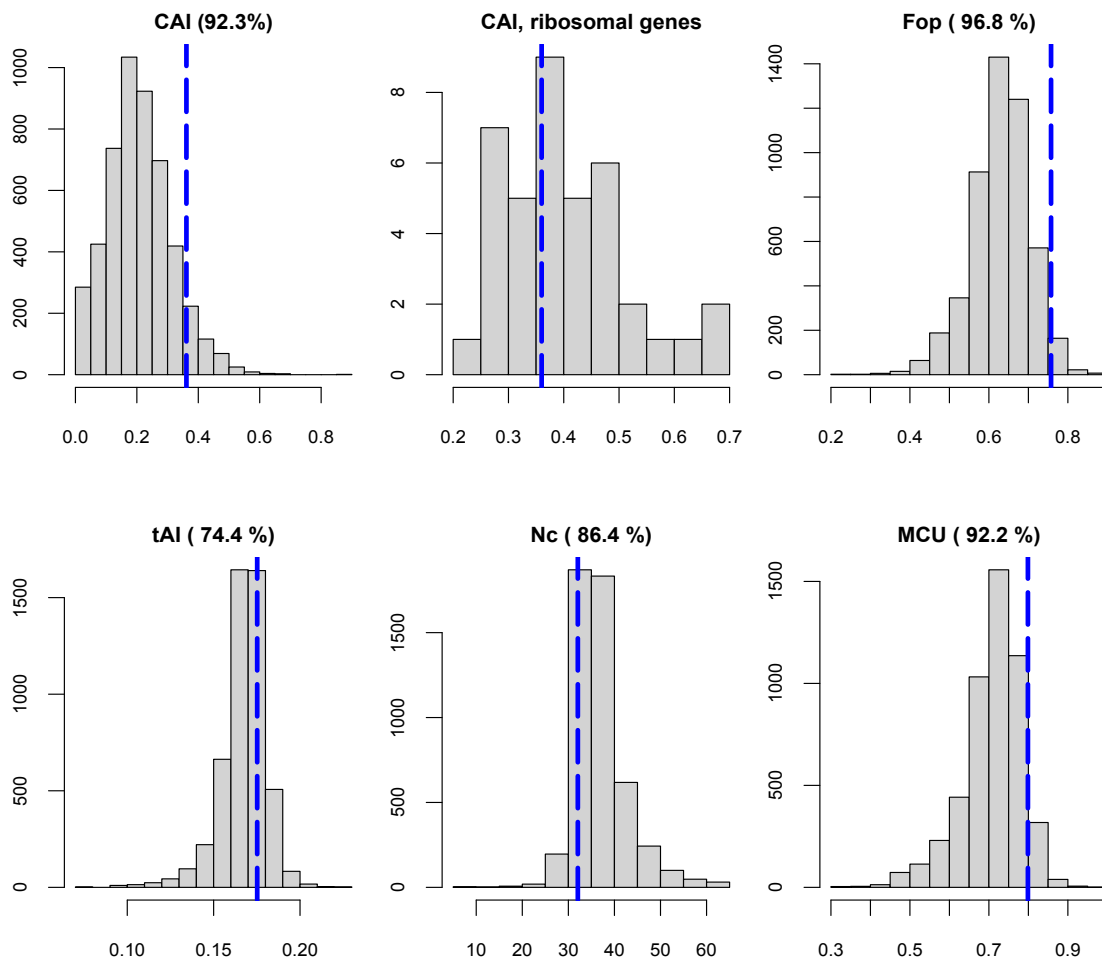 CAI (92.3%)
CAI, ribosomal genes
Fop ( 96.8 %)
0 200 400 600 800 1000
0.0 0.2 0.4 0.6 0.8
0 2 4 6 8
0.2 0.3 0.4 0.5 0.6 0.7
0 200 600 1000 1400
0.2 0.4 0.6 0.8
tAI ( 74.4 %)
Nc ( 86.4 %)
MCU ( 92.2 %)
0 500 1000 1500
0.10 0.15 0.20
0 500 1000 1500
10 20 30 40 50 60
0 500 1000 1500
0.3 0.5 0.7 0.9